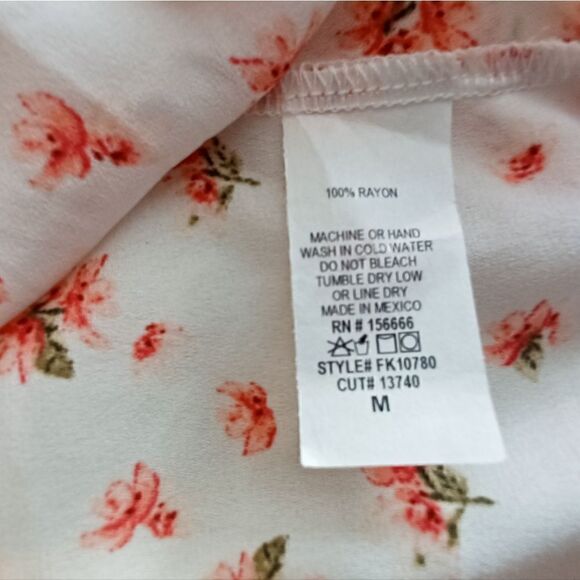 100% RAYON
MACHINE OR HAND
WASH IN COLD WATER
DO NOT BLEACH
TUMBLE DRY LOW
OR LINE DRY
MADE IN MEXICO
RN # 156666
STYLE# FK10780
CUT# 13740
M